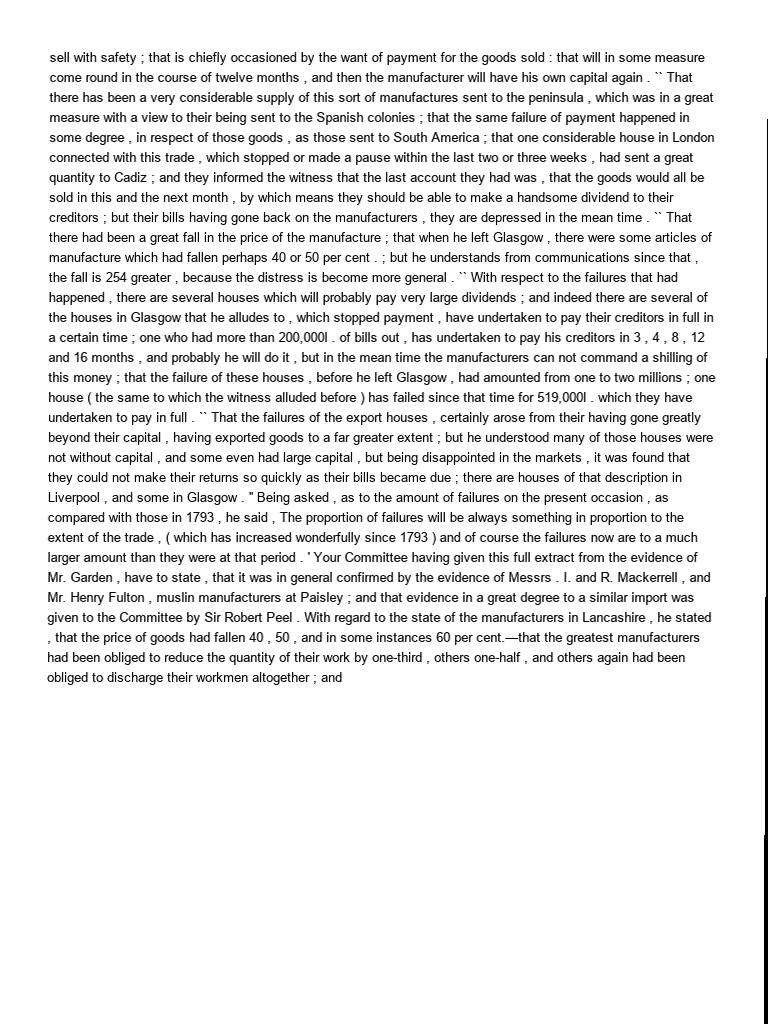 sell with safety ; that is chiefly occasioned by the want of payment for the goods sold : that will in some measure
come round in the course of twelve months , and then the manufacturer will have his own capital again . `` That
there has been a very considerable supply of this sort of manufactures sent to the peninsula , which was in a great
measure with a view to their being sent to the Spanish colonies ; that the same failure of payment happened in
some degree , in respect of those goods , as those sent to South America ; that one considerable house in London
connected with this trade , which stopped or made a pause within the last two or three weeks , had sent a great
quantity to Cadiz ; and they informed the witness that the last account they had was , that the goods would all be
sold in this and the next month , by which means they should be able to make a handsome dividend to their
creditors ; but their bills having gone back on the manufacturers , they are depressed in the mean time . `` That
there had been a great fall in the price of the manufacture ; that when he left Glasgow , there were some articles of
manufacture which had fallen perhaps 40 or 50 per cent . ; but he understands from communications since that ,
the fall is 254 greater , because the distress is become more general . `` With respect to the failures that had
happened , there are several houses which will probably pay very large dividends ; and indeed there are several of
the houses in Glasgow that he alludes to , which stopped payment , have undertaken to pay their creditors in full in
a certain time ; one who had more than 200,000l . of bills out , has undertaken to pay his creditors in 3 , 4 , 8 , 12
and 16 months , and probably he will do it , but in the mean time the manufacturers can not command a shilling of
this money ; that the failure of these houses , before he left Glasgow , had amounted from one to two millions ; one
house ( the same to which the witness alluded before ) has failed since that time for 519,000l . which they have
undertaken to pay in full . `` That the failures of the export houses , certainly arose from their having gone greatly
beyond their capital , having exported goods to a far greater extent ; but he understood many of those houses were
not without capital , and some even had large capital , but being disappointed in the markets , it was found that
they could not make their returns so quickly as their bills became due ; there are houses of that description in
Liverpool , and some in Glasgow . '' Being asked , as to the amount of failures on the present occasion , as
compared with those in 1793 , he said , The proportion of failures will be always something in proportion to the
extent of the trade , ( which has increased wonderfully since 1793 ) and of course the failures now are to a much
larger amount than they were at that period . ' Your Committee having given this full extract from the evidence of
Mr. Garden , have to state , that it was in general confirmed by the evidence of Messrs . I. and R. Mackerrell , and
Mr. Henry Fulton , muslin manufacturers at Paisley ; and that evidence in a great degree to a similar import was
given to the Committee by Sir Robert Peel . With regard to the state of the manufacturers in Lancashire , he stated
, that the price of goods had fallen 40 , 50 , and in some instances 60 per cent.—that the greatest manufacturers
had been obliged to reduce the quantity of their work by one-third , others one-half , and others again had been
obliged to discharge their workmen altogether ; and